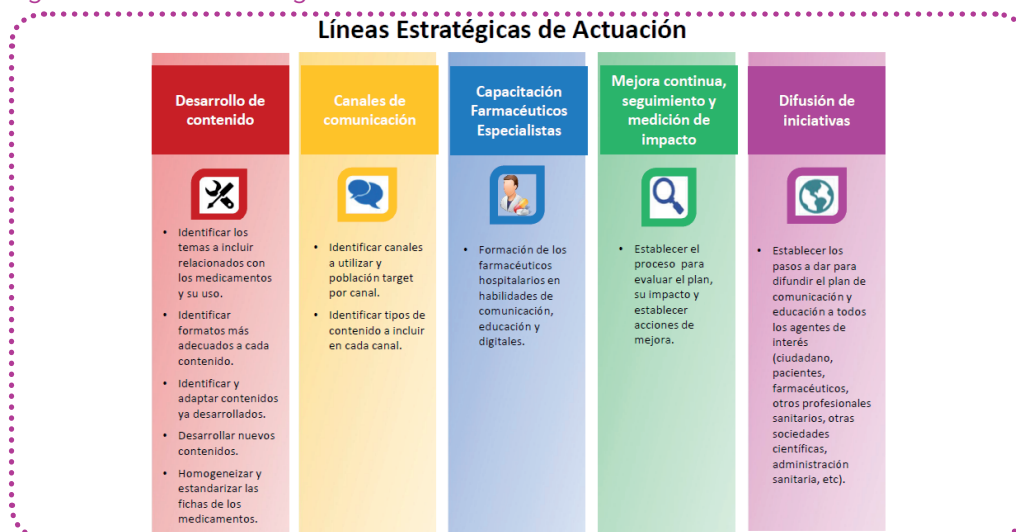 Líneas Estratégicas de Actuación
Desarrollo de
contenido
• Identificar los
temas a incluir
relacionados con
los medicamentos
y su uso.
• Identificar
formatos más
adecuados a cada
contenido.
• Identificar y
adaptar contenidos
ya desarrollados.
• Desarrollar nuevos
contenidos.
• Homogeneizar y
estandarizar las
fichas de los
medicamentos.
Canales de
comunicación
• Identificar canales
a utilizar y
población target
por canal.
• Identificar tipos de
contenido a incluir
en cada canal.
Capacitación
Farmacéuticos
Especialistas
• Formación de los
farmacéuticos
hospitalarios en
habilidades de
comunicación,
educación y
digitales.
Mejora continua,
seguimiento y
medición de
impacto
• Establecer el
proceso para
evaluar el plan,
su impacto y
establecer
acciones de
mejora.
Difusión de
iniciativas
• Establecer los
pasos a dar para
difundir el plan de
comunicación y
educación a todos
los agentes de
interés
(ciudadano,
pacientes,
farmacéuticos,
otros profesionales
sanitarios, otras
sociedades
científicas,
administración
sanitaria, etc).